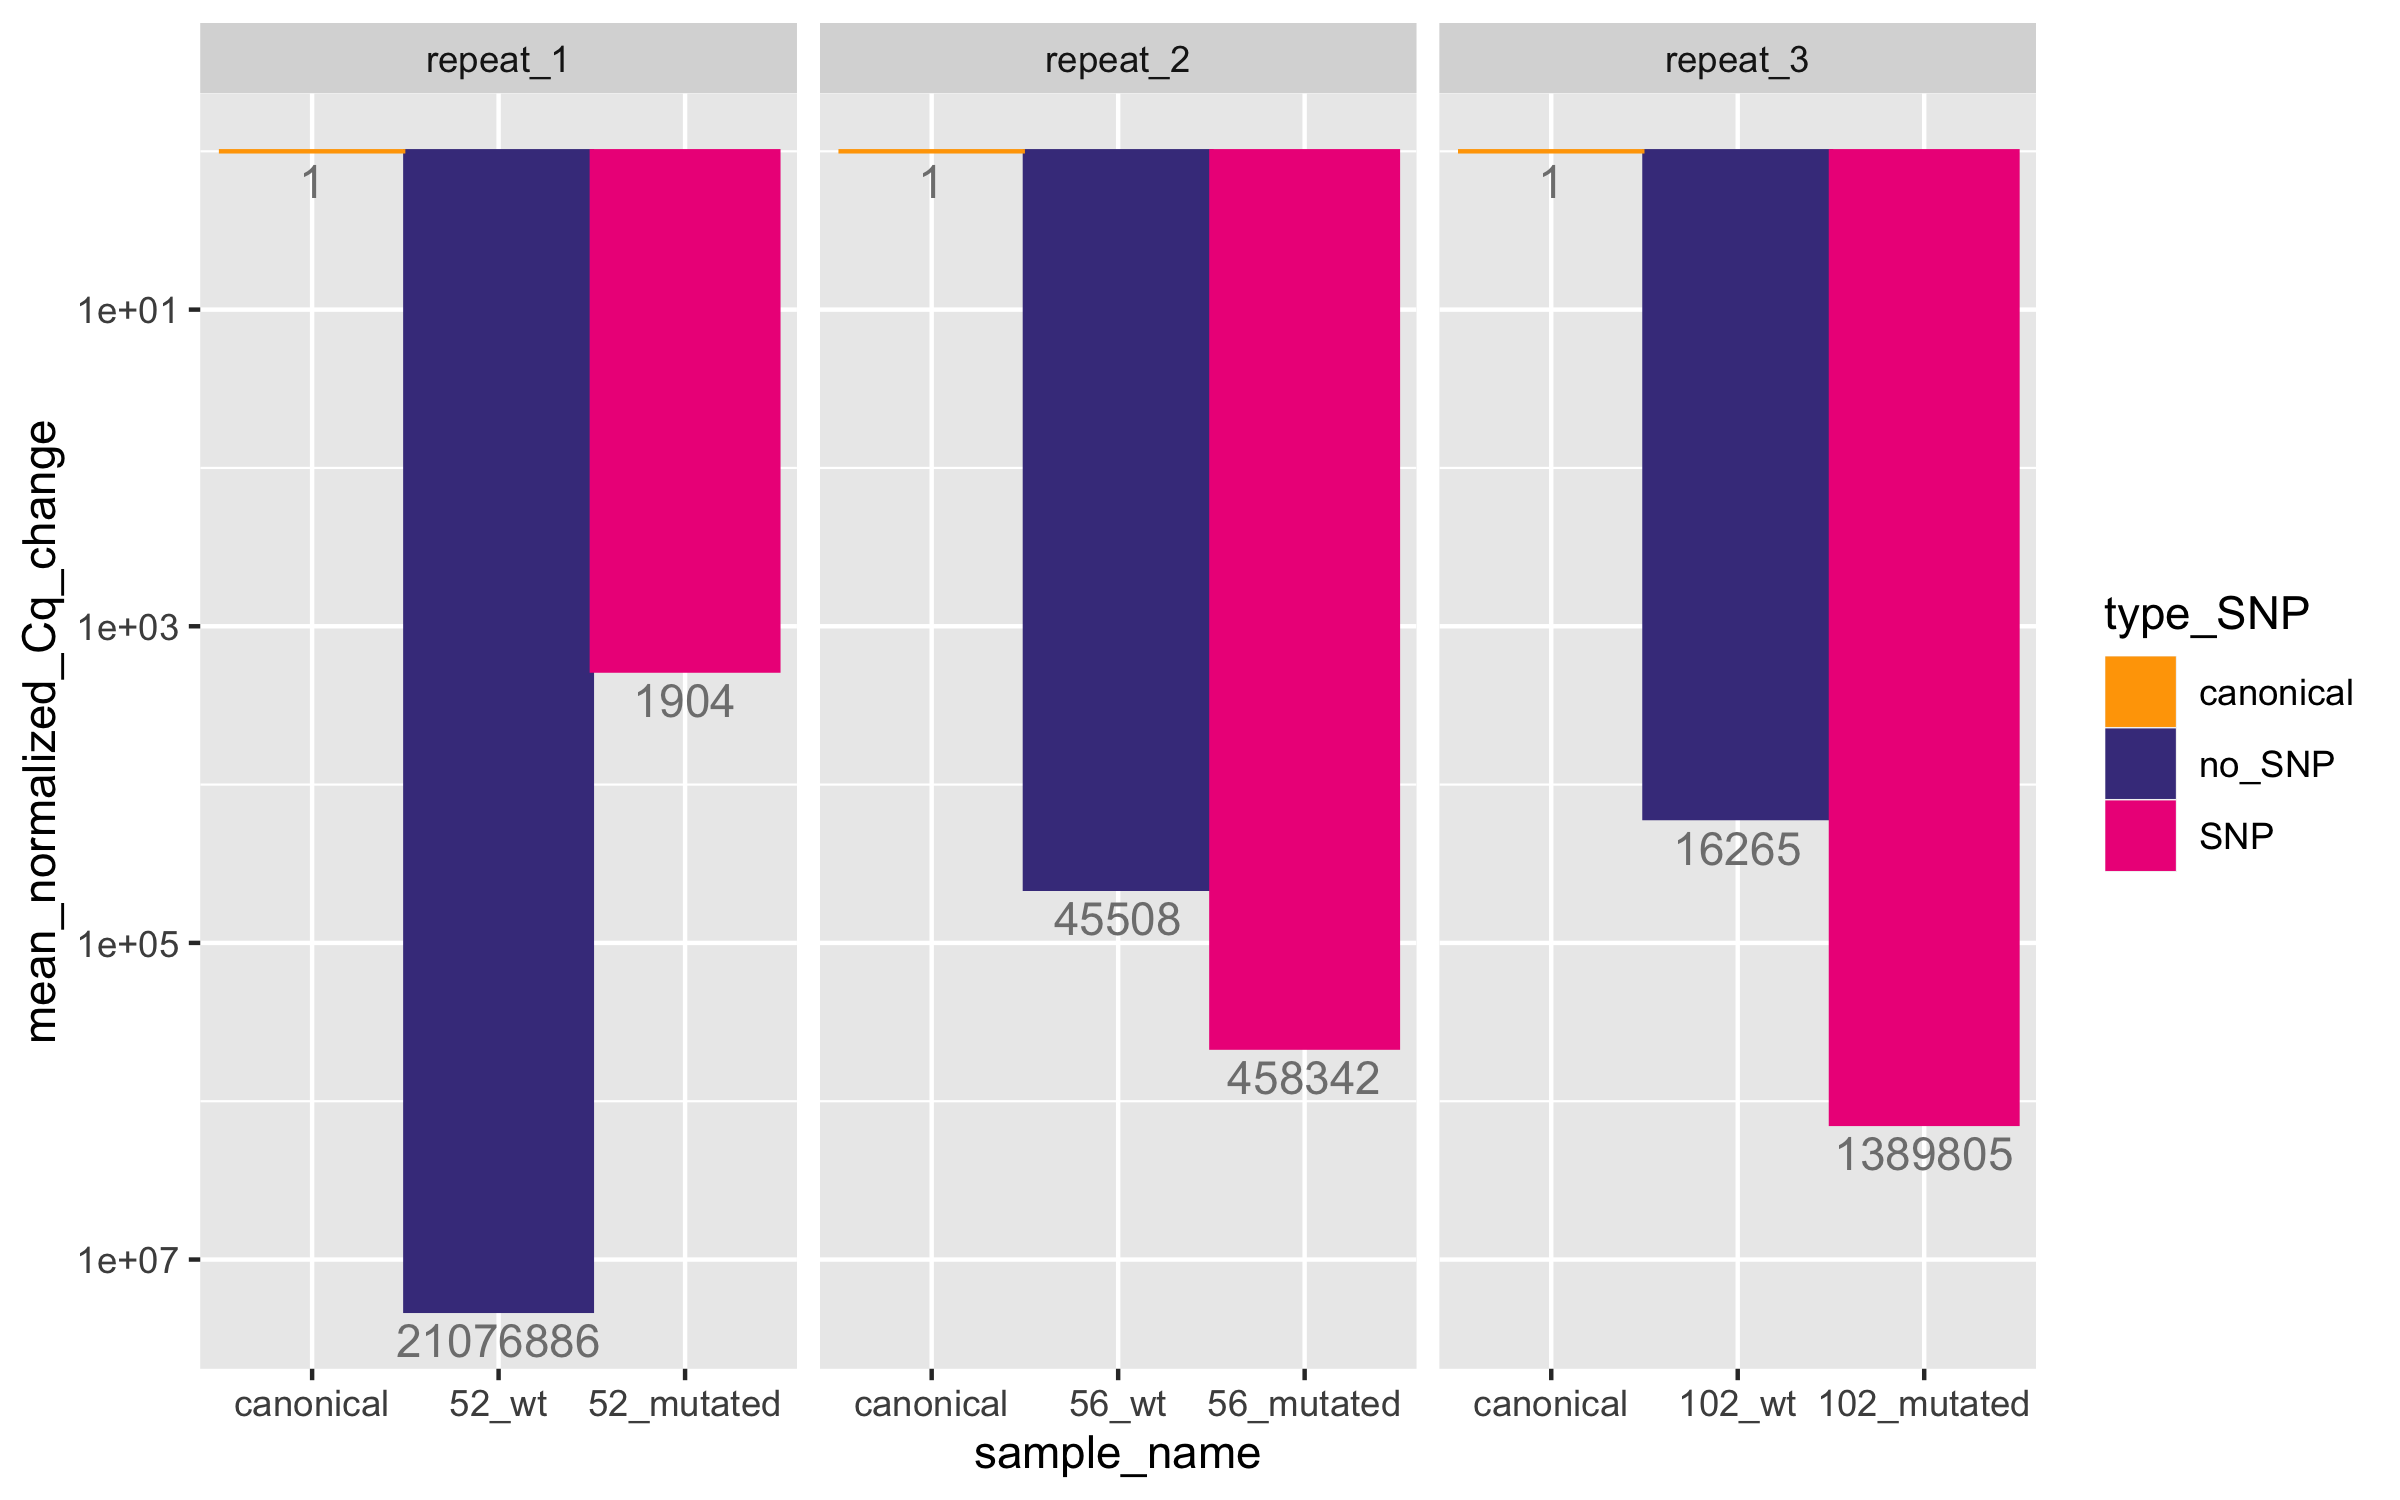 repeat_1
repeat_2
repeat_3
mean_normalized_Cq_change
1e+01
1e+03
1e+05
1e+07
1
21076886
1904
1
45508
458342
1
16265
1389805
canonical
52_wt
52_mutated
canonical
56_wt
56_mutated
canonical
102_wt
102_mutated
sample_name
type_SNP
canonical
no_SNP
SNP